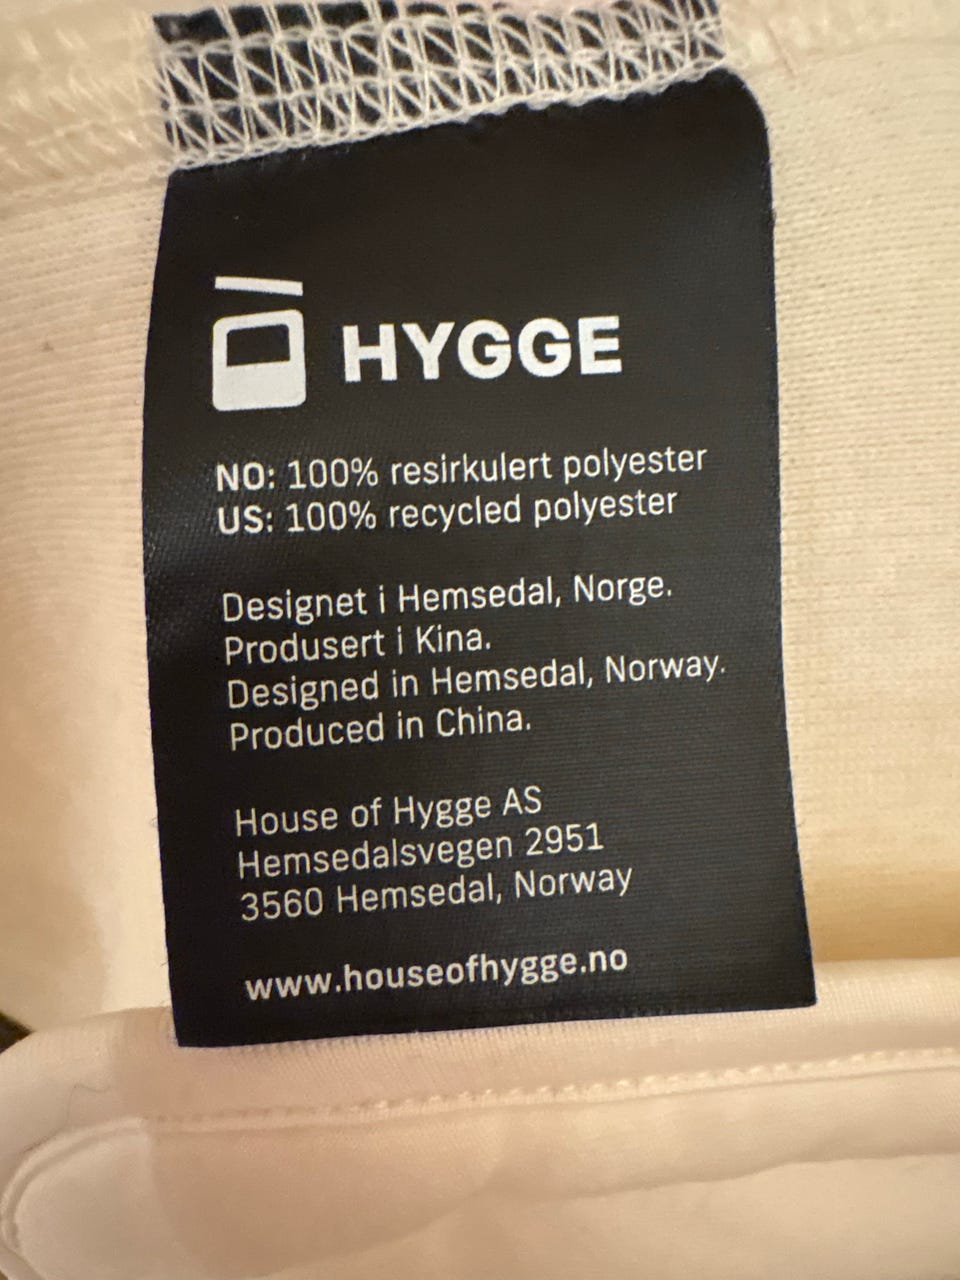 HYGGE
NO: 100% resirkulert polyester
US: 100% recycled polyester
Designet i Hemsedal, Norge.
Produsert i Kina.
Designed in Hemsedal, Norway.
Produced in China.
House of Hygge AS
Hemsedalsvegen 2951
3560 Hemsedal, Norway
www.houseofhygge.no